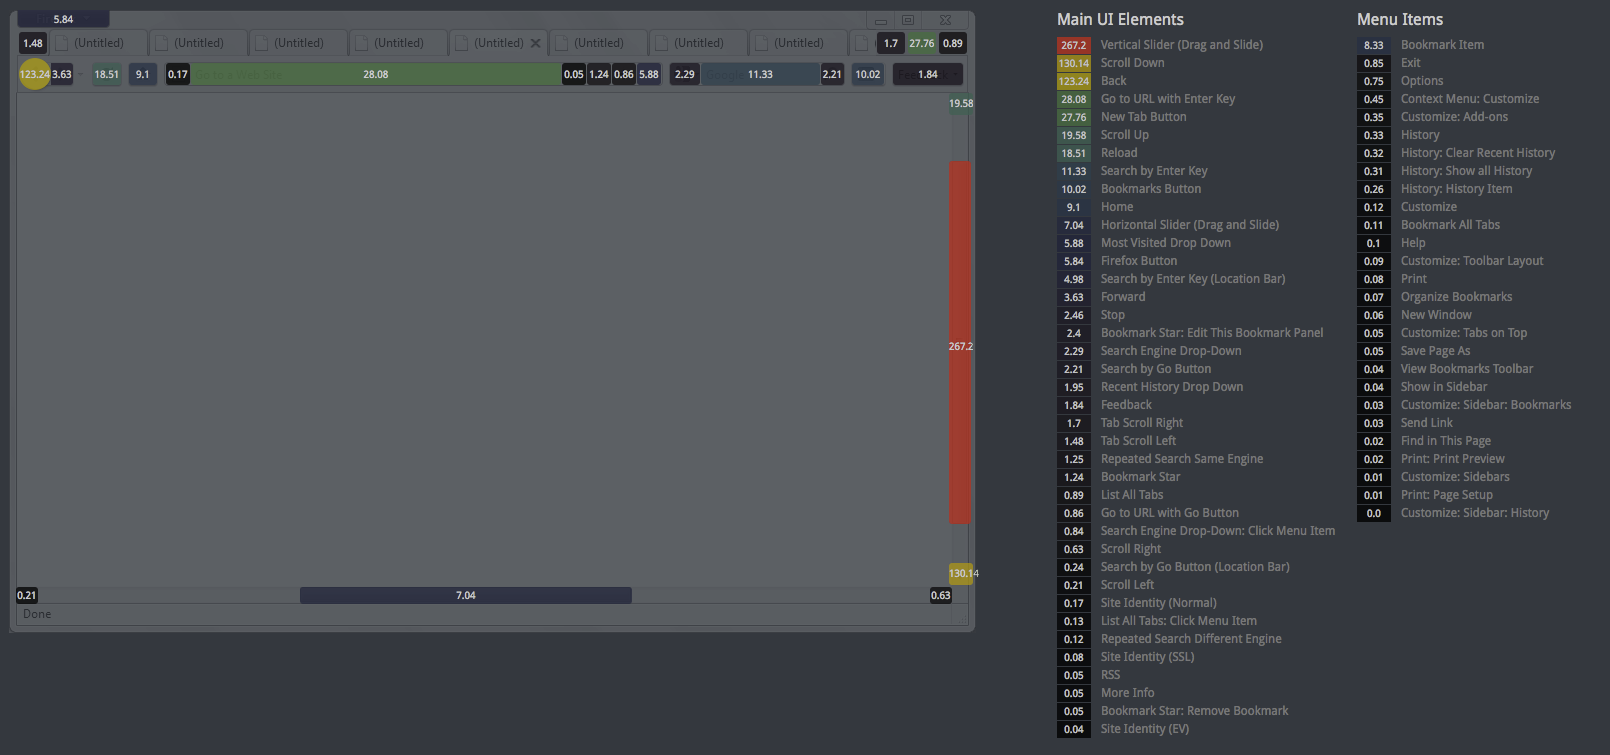 5.84
1.48 (Untitled) (Untitled) (Untitled) (Untitled) (Untitled) (Untitled) (Untitled) (Untitled) 1.7 27.76 0.89
123.24 3.63 18.51 9.1 0.17 Go to a Web Site 28.08 0.05 1.24 0.86 5.88 2.29 11.33 2.21 10.02 1.84
19.58
267.2
130.14
0.21 7.04 0.63
Done
Main UI Elements
267.2 Vertical Slider (Drag and Slide)
130.14 Scroll Down
123.24 Back
28.08 Go to URL with Enter Key
27.76 New Tab Button
19.58 Scroll Up
18.51 Reload
11.33 Search by Enter Key
10.02 Bookmarks Button
9.1 Home
7.04 Horizontal Slider (Drag and Slide)
5.88 Most Visited Drop Down
5.84 Firefox Button
4.98 Search by Enter Key (Location Bar)
3.63 Forward
2.46 Stop
2.4 Bookmark Star: Edit This Bookmark Panel
2.29 Search Engine Drop-Down
2.21 Search by Go Button
1.95 Recent History Drop Down
1.84 Feedback
1.7 Tab Scroll Right
1.48 Tab Scroll Left
1.25 Repeated Search Same Engine
1.24 Bookmark Star
0.89 List All Tabs
0.86 Go to URL with Go Button
0.84 Search Engine Drop-Down: Click Menu Item
0.63 Scroll Right
0.24 Search by Go Button (Location Bar)
0.21 Scroll Left
0.17 Site Identity (Normal)
0.13 List All Tabs: Click Menu Item
0.12 Repeated Search Different Engine
0.08 Site Identity (SSL)
0.05 RSS
0.05 More Info
0.05 Bookmark Star: Remove Bookmark
0.04 Site Identity (EV)
Menu Items
8.33 Bookmark Item
0.85 Exit
0.75 Options
0.45 Context Menu: Customize
0.35 Customize: Add-ons
0.33 History
0.32 History: Clear Recent History
0.31 History: Show all History
0.26 History: History Item
0.12 Customize
0.11 Bookmark All Tabs
0.1 Help
0.09 Customize: Toolbar Layout
0.08 Print
0.07 Organize Bookmarks
0.06 New Window
0.05 Customize: Tabs on Top
0.05 Save Page As
0.04 View Bookmarks Toolbar
0.04 Show in Sidebar
0.03 Customize: Sidebar: Bookmarks
0.03 Send Link
0.02 Find in This Page
0.02 Print: Print Preview
0.01 Customize: Sidebars
0.01 Print: Page Setup
0.0 Customize: Sidebar: History